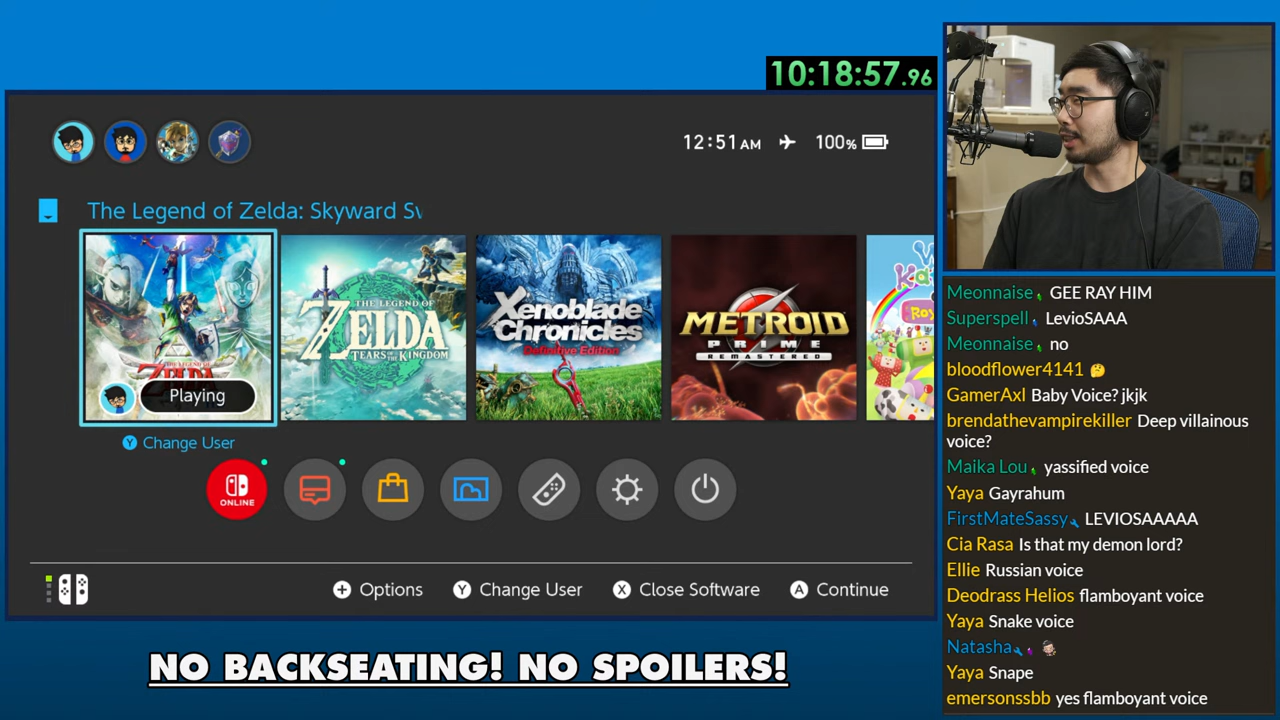 10:18:57.96
12:51 AM 100%
The Legend of Zelda: Skyward Sw
Playing
THE LEGEND OF
ZELDA
TEARS OF THE KINGDOM
Xenoblade
Chronicles
Definitive Edition
METROID
PRIME
REMASTERED
Y Change User
ONLINE
+ Options Y Change User X Close Software A Continue
NO BACKSEATING! NO SPOILERS!
Meonnaise GEE RAY HIM
Superspell LevioSAAA
Meonnaise no
bloodflower4141 🤔
GamerAxl Baby Voice? jkjk
brendathevampirekiller Deep villainous
voice?
Maika Lou yassified voice
Yaya Gayrahum
FirstMateSassy LEVIOSAAAAA
Cia Rasa Is that my demon lord?
Ellie Russian voice
Deodrass Helios flamboyant voice
Yaya Snake voice
Natasha
Yaya Snape
emersonssbb yes flamboyant voice